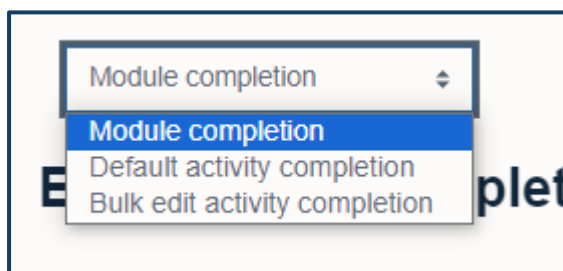 Module completion
Module completion
Default activity completion
Bulk edit activity completion